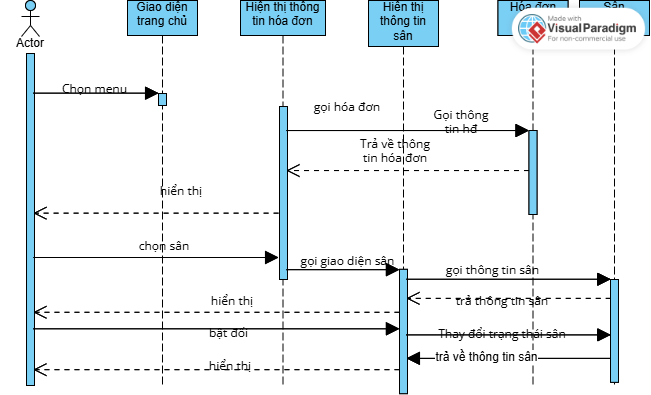 Giao diện
trang chủ
Hiện thị thông
tin hóa đơn
Hiển thị
thông tin
sân
Hóa đơn
Sân
Made with
Visual Paradigm
For non-commercial use
Actor
Chọn menu
gọi hóa đơn
Gọi thông
tin hđ
Trả về thông
tin hóa đơn
hiển thị
chọn sân
gọi giao diện sân
gọi thông tin sân
trả thông tin sân
hiển thị
bật đổi
Thay đổi trạng thái sân
trả về thông tin sân
hiển thị